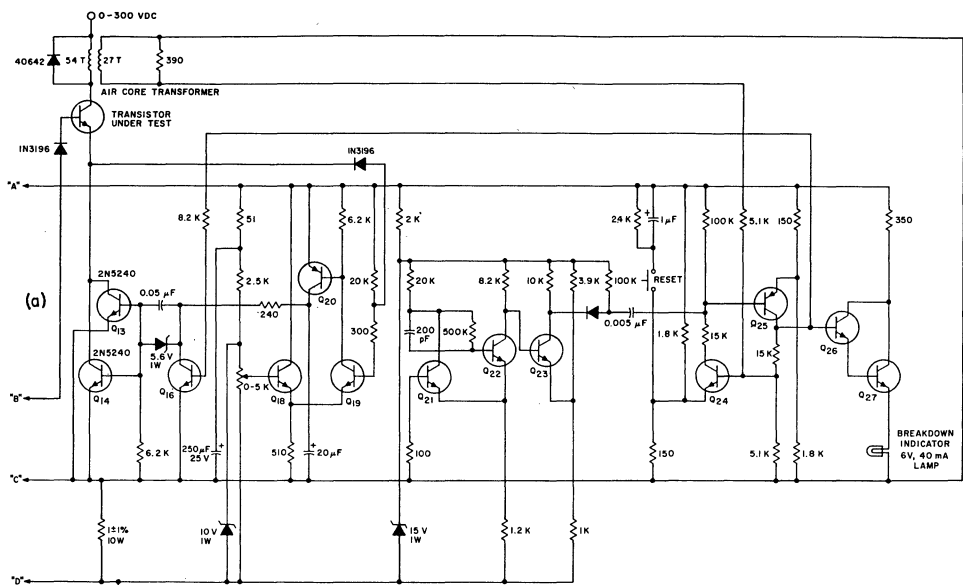 0-300 VDC
40642
54 T
27 T
390
AIR CORE TRANSFORMER
TRANSISTOR
UNDER TEST
1N3196
1N3196
"A"
8.2 K
51
6.2 K
2 K
24 K
1 µF
100 K
5.1 K
150
350
2.5 K
20 K
20 K
8.2 K
10 K
3.9 K
100 K
RESET
2N5240
0.05 µF
Q20
(a)
Q13
240
300
200
pF
500K
0.005 µF
1.8 K
15 K
Q25
Q26
2N5240
5.6 V
1W
15 K
Q14
Q16
0-5 K
Q18
Q19
Q21
Q22
Q23
Q24
Q27
"B"
BREAKDOWN
INDICATOR
6V, 40 mA
LAMP
6.2 K
250 µF
25 V
510
20 µF
100
150
5.1 K
1.8 K
"C"
1±1%
10W
10 V
1W
15 V
1W
1.2 K
1K
"D"